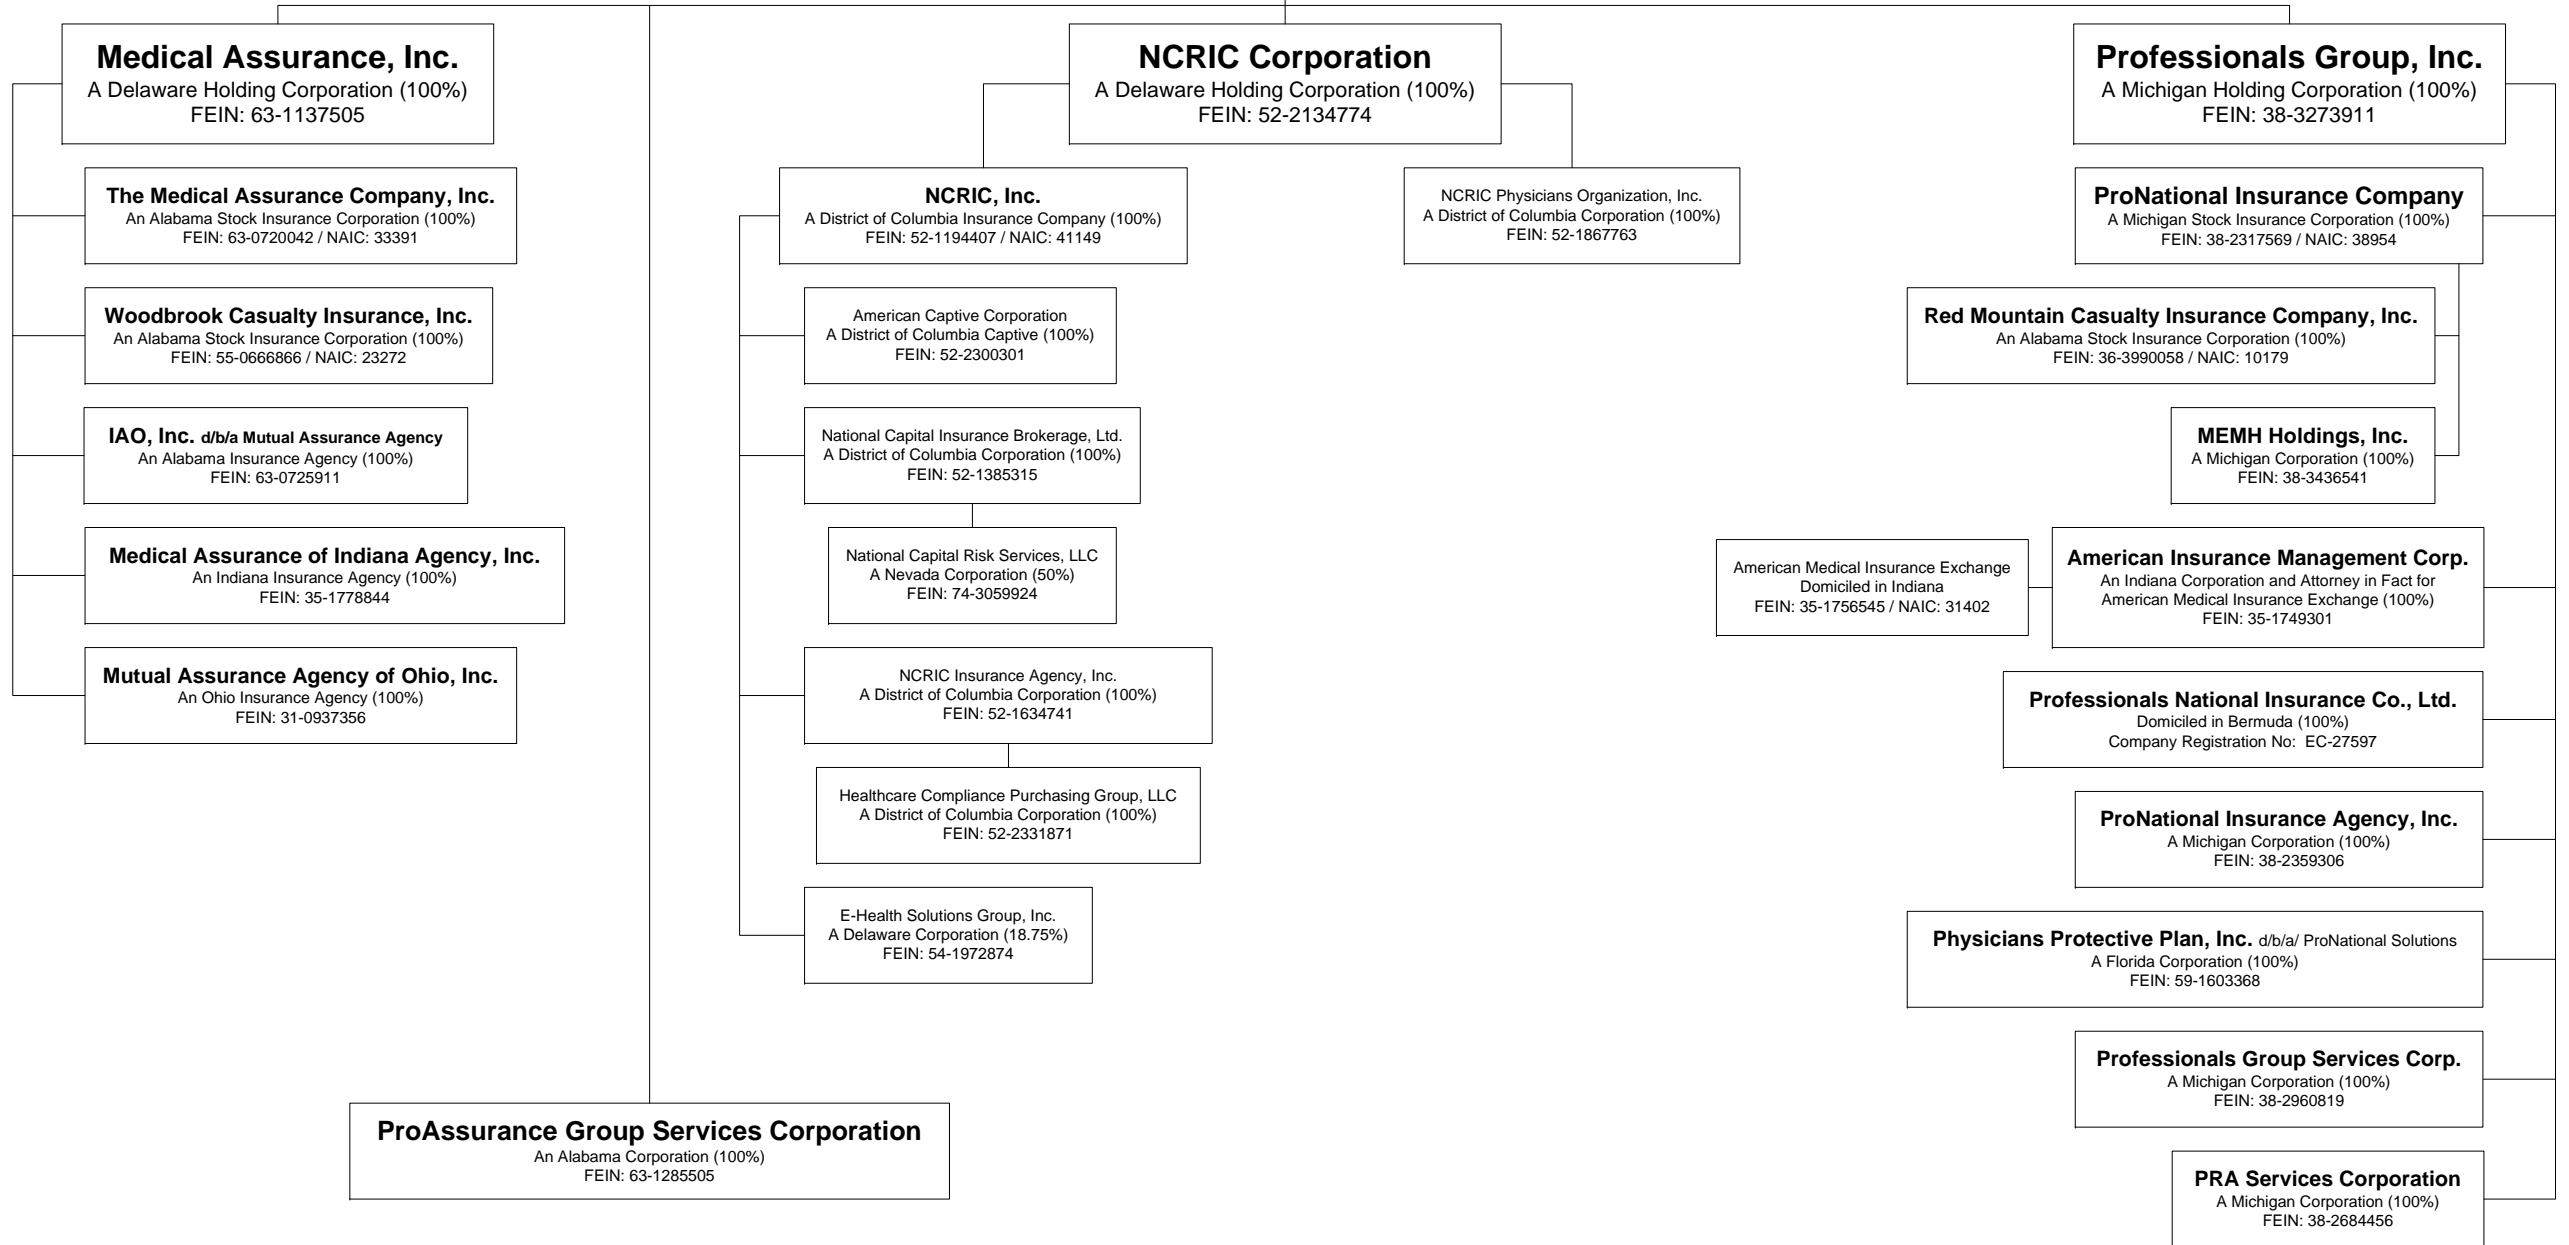 Medical Assurance, Inc.
A Delaware Holding Corporation (100%)
FEIN: 63-1137505
The Medical Assurance Company, Inc.
An Alabama Stock Insurance Corporation (100%)
FEIN: 63-0720042 / NAIC: 33391
Woodbrook Casualty Insurance, Inc.
An Alabama Stock Insurance Corporation (100%)
FEIN: 55-0666866 / NAIC: 23272
IAO, Inc. d/b/a Mutual Assurance Agency
An Alabama Insurance Agency (100%)
FEIN: 63-0725911
Medical Assurance of Indiana Agency, Inc.
An Indiana Insurance Agency (100%)
FEIN: 35-1778844
Mutual Assurance Agency of Ohio, Inc.
An Ohio Insurance Agency (100%)
FEIN: 31-0937356
ProAssurance Group Services Corporation
An Alabama Corporation (100%)
FEIN: 63-1285505
NCRIC Corporation
A Delaware Holding Corporation (100%)
FEIN: 52-2134774
NCRIC, Inc.
A District of Columbia Insurance Company (100%)
FEIN: 52-1194407 / NAIC: 41149
American Captive Corporation
A District of Columbia Captive (100%)
FEIN: 52-2300301
National Capital Insurance Brokerage, Ltd.
A District of Columbia Corporation (100%)
FEIN: 52-1385315
National Capital Risk Services, LLC
A Nevada Corporation (50%)
FEIN: 74-3059924
NCRIC Insurance Agency, Inc.
A District of Columbia Corporation (100%)
FEIN: 52-1634741
Healthcare Compliance Purchasing Group, LLC
A District of Columbia Corporation (100%)
FEIN: 52-2331871
E-Health Solutions Group, Inc.
A Delaware Corporation (18.75%)
FEIN: 54-1972874
NCRIC Physicians Organization, Inc.
A District of Columbia Corporation (100%)
FEIN: 52-1867763
Professionals Group, Inc.
A Michigan Holding Corporation (100%)
FEIN: 38-3273911
ProNational Insurance Company
A Michigan Stock Insurance Corporation (100%)
FEIN: 38-2317569 / NAIC: 38954
Red Mountain Casualty Insurance Company, Inc.
An Alabama Stock Insurance Corporation (100%)
FEIN: 36-3990058 / NAIC: 10179
MEMH Holdings, Inc.
A Michigan Corporation (100%)
FEIN: 38-3436541
American Medical Insurance Exchange
Domiciled in Indiana
FEIN: 35-1756545 / NAIC: 31402
American Insurance Management Corp.
An Indiana Corporation and Attorney in Fact for
American Medical Insurance Exchange (100%)
FEIN: 35-1749301
Professionals National Insurance Co., Ltd.
Domiciled in Bermuda (100%)
Company Registration No: EC-27597
ProNational Insurance Agency, Inc.
A Michigan Corporation (100%)
FEIN: 38-2359306
Physicians Protective Plan, Inc. d/b/a/ ProNational Solutions
A Florida Corporation (100%)
FEIN: 59-1603368
Professionals Group Services Corp.
A Michigan Corporation (100%)
FEIN: 38-2960819
PRA Services Corporation
A Michigan Corporation (100%)
FEIN: 38-2684456